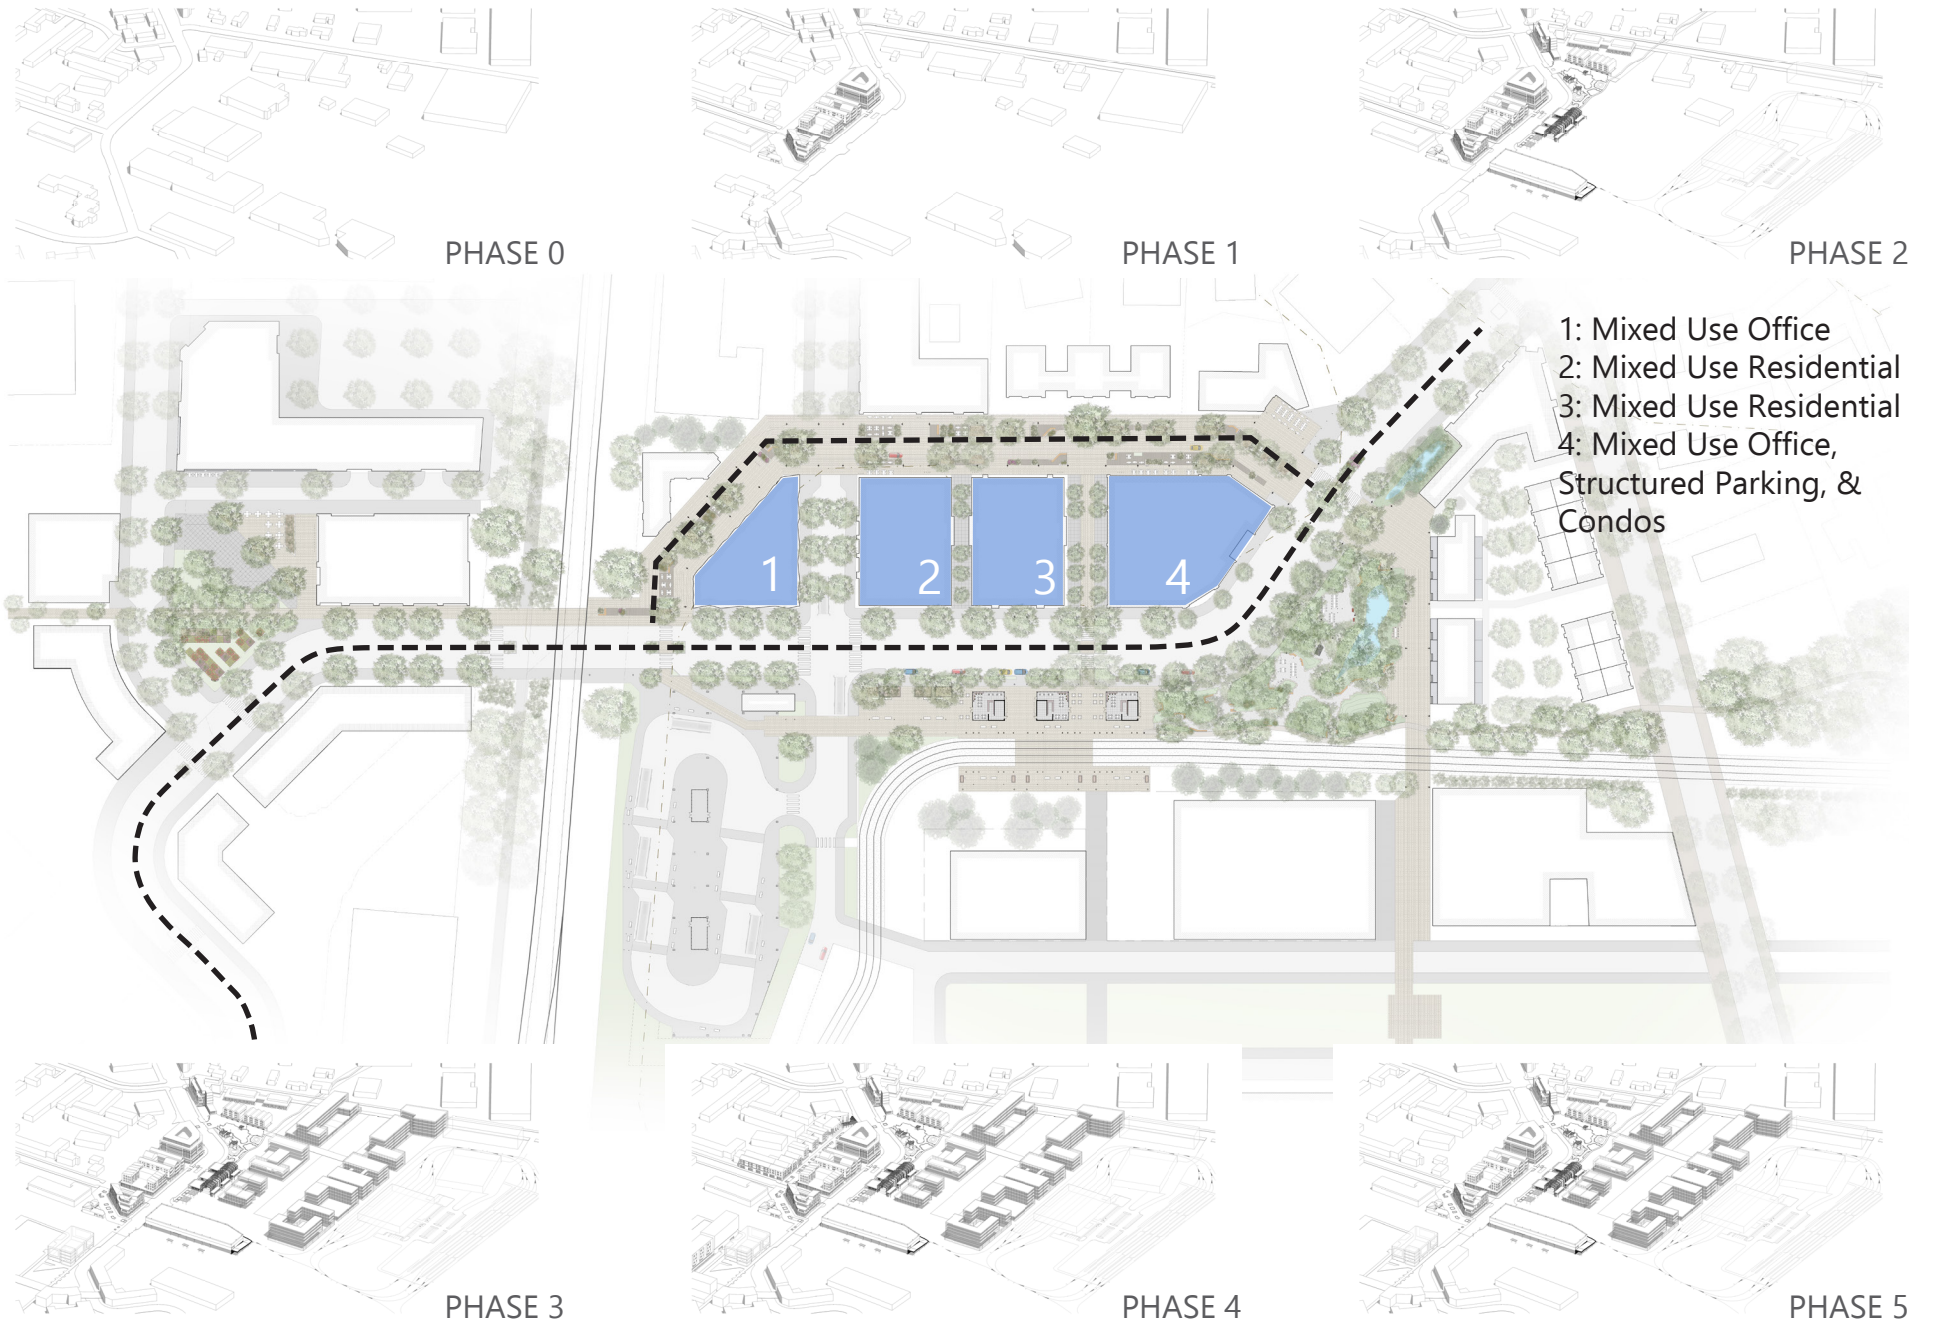 PHASE 0
PHASE 1
PHASE 2
1: Mixed Use Office
2: Mixed Use Residential
3: Mixed Use Residential
4: Mixed Use Office,
Structured Parking, &
Condos
1
2
3
4
PHASE 3
PHASE 4
PHASE 5